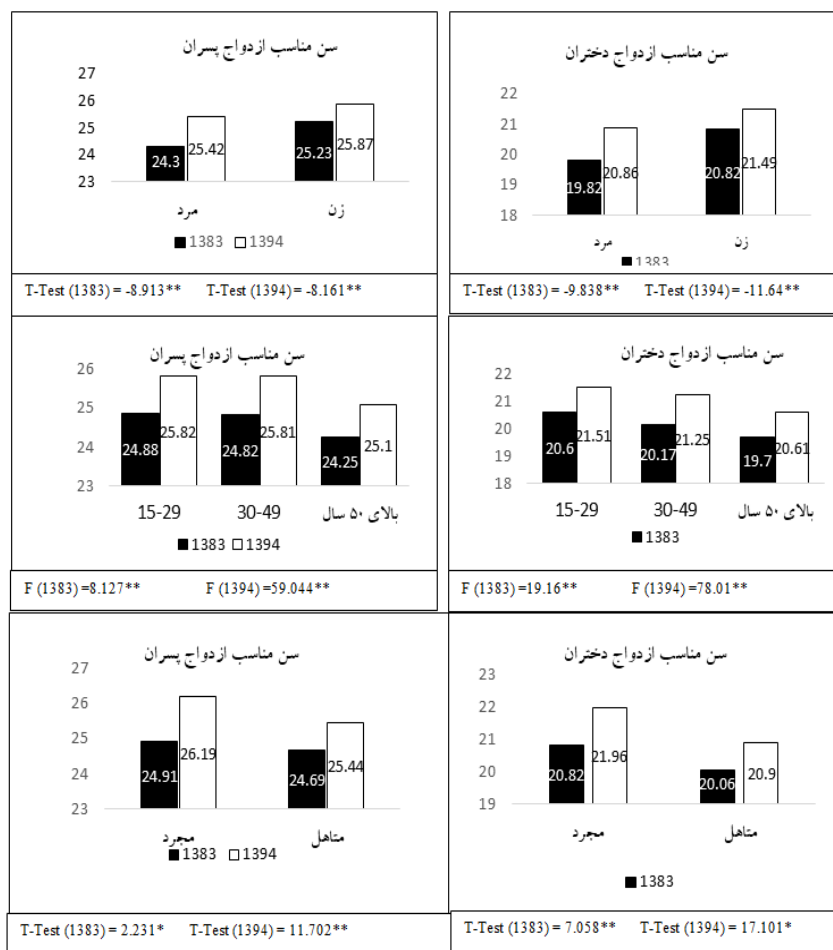 سن مناسب ازدواج پسران
27
26
25
24
23
24.3
25.42
25.23
25.87
مرد
زن
1383
1394
T-Test (1383) = -8.913**
T-Test (1394) = -8.161**
سن مناسب ازدواج دختران
22
21
20
19
18
19.82
20.86
20.82
21.49
مرد
زن
1383
T-Test (1383) = -9.838**
T-Test (1394) = -11.64**
سن مناسب ازدواج پسران
26
25
24
23
24.88
25.82
24.82
25.81
24.25
25.1
15-29
30-49
بالای ۵۰ سال
1383
1394
F (1383) =8.127**
F (1394) =59.044**
سن مناسب ازدواج دختران
22
21
20
19
18
20.6
21.51
20.17
21.25
19.7
20.61
15-29
30-49
بالای ۵۰ سال
1383
F (1383) =19.16**
F (1394) =78.01**
سن مناسب ازدواج پسران
27
26
25
24
23
24.91
26.19
24.69
25.44
مجرد
متاهل
1383
1394
T-Test (1383) = 2.231*
T-Test (1394) = 11.702**
سن مناسب ازدواج دختران
23
22
21
20
19
20.82
21.96
20.06
20.9
مجرد
متاهل
1383
T-Test (1383) = 7.058**
T-Test (1394) = 17.101*